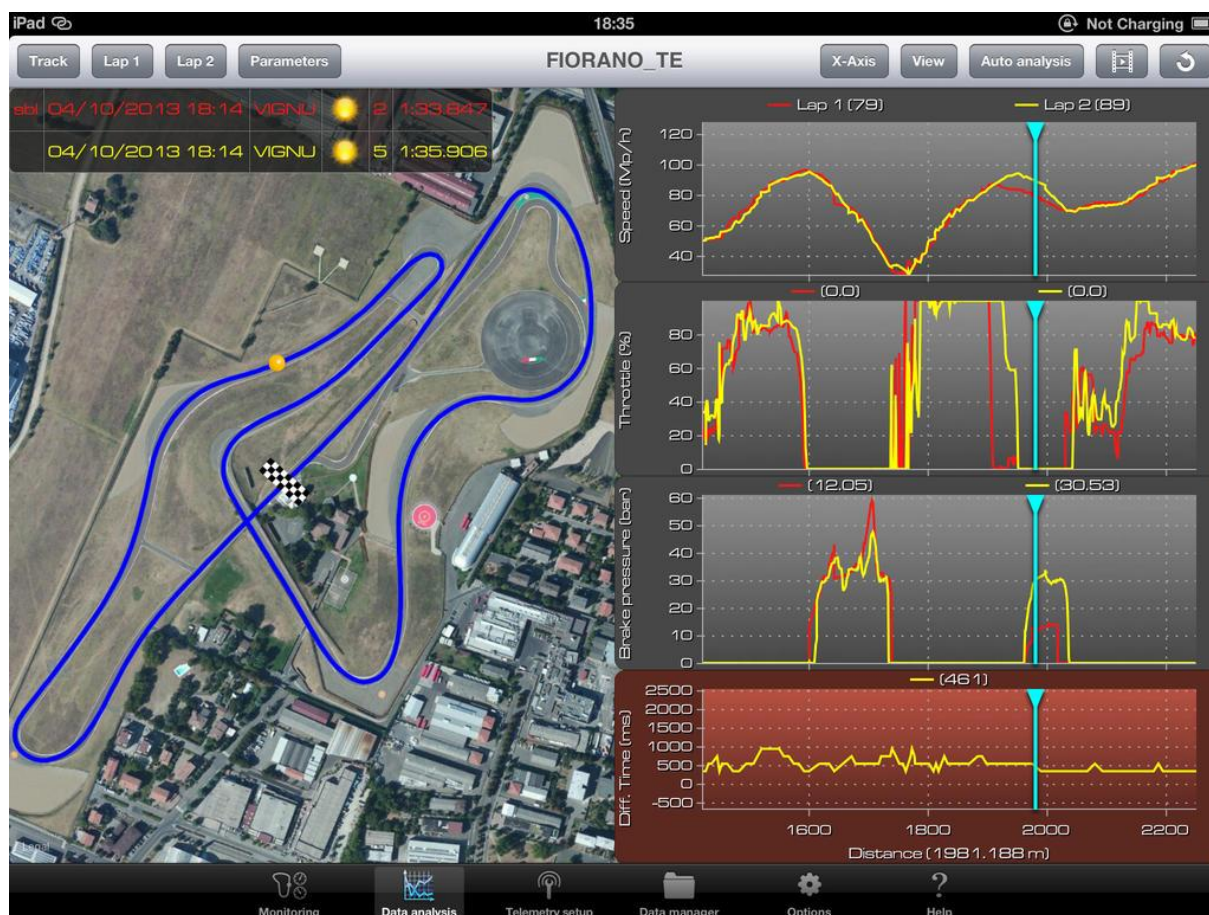 iPad 18:35 Not Charging
Track Lap 1 Lap 2 Parameters FIORANO_TE X-Axis View Auto analysis
sbl 04/10/2013 18:14 VIGNU 2 1:33.847
04/10/2013 18:14 VIGNU 5 1:35.906
Lap 1 (79) Lap 2 (89)
Speed (Mp/h)
120
100
80
60
40
(0.0) (0.0)
Throttle (%)
80
60
40
20
0
(12.05) (30.53)
Brake pressure (bar)
60
50
40
30
20
10
0
(461)
Diff. Time (ms)
2500
2000
1500
1000
500
0
-500
1600 1800 2000 2200
Distance (1981.188 m)
Legal
Monitoring Data analysis Telemetry setup Data manager Options Help